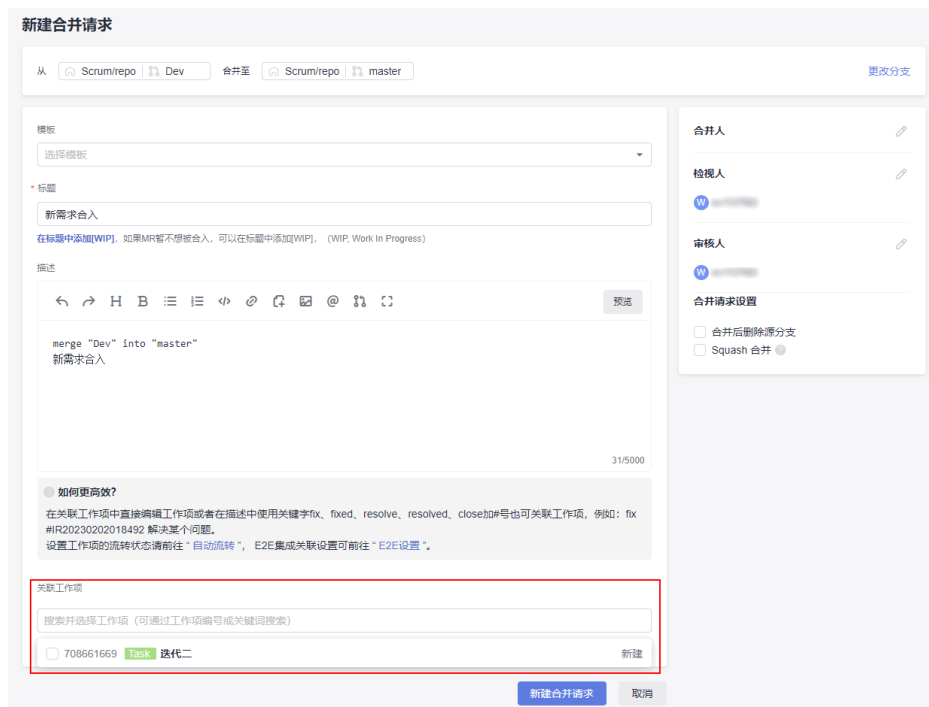 新建合并请求
从 Scrum/repo Dev 合并至 Scrum/repo master 更改分支
模板
选择模板
* 标题
新需求合入
在标题中添加[WIP]，如果MR暂不想被合入，可以在标题中添加[WIP]，（WIP, Work In Progress）
描述
H B @ 预览
merge "Dev" into "master"
新需求合入
31/5000
如何更高效?
在关联工作项中直接编辑工作项或者在描述中使用关键字fix、fixed、resolve、resolved、close加#号也可关联工作项，例如：fix
#IR20230202018492 解决某个问题。
设置工作项的流转状态请前往 “ 自动流转 ”， E2E集成关联设置可前往 “ E2E设置 ”。
关联工作项
搜索并选择工作项（可通过工作项编号或关键词搜索）
708661669 Task 迭代二 新建
新建合并请求 取消
合并人
检视人
W
审核人
W
合并请求设置
合并后删除源分支
Squash 合并